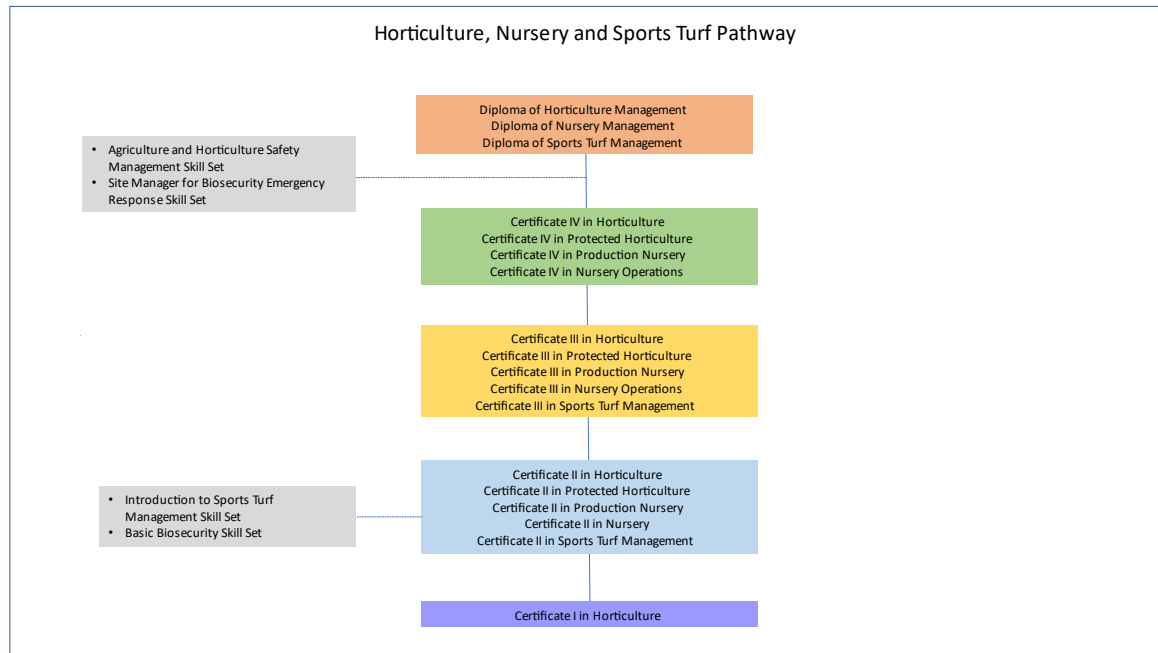 Horticulture, Nursery and Sports Turf Pathway
Diploma of Horticulture Management
Diploma of Nursery Management
Diploma of Sports Turf Management
• Agriculture and Horticulture Safety
Management Skill Set
• Site Manager for Biosecurity Emergency
Response Skill Set
Certificate IV in Horticulture
Certificate IV in Protected Horticulture
Certificate IV in Production Nursery
Certificate IV in Nursery Operations
Certificate III in Horticulture
Certificate III in Protected Horticulture
Certificate III in Production Nursery
Certificate III in Nursery Operations
Certificate III in Sports Turf Management
Certificate II in Horticulture
Certificate II in Protected Horticulture
Certificate II in Production Nursery
Certificate II in Nursery
Certificate II in Sports Turf Management
• Introduction to Sports Turf
Management Skill Set
• Basic Biosecurity Skill Set
Certificate I in Horticulture